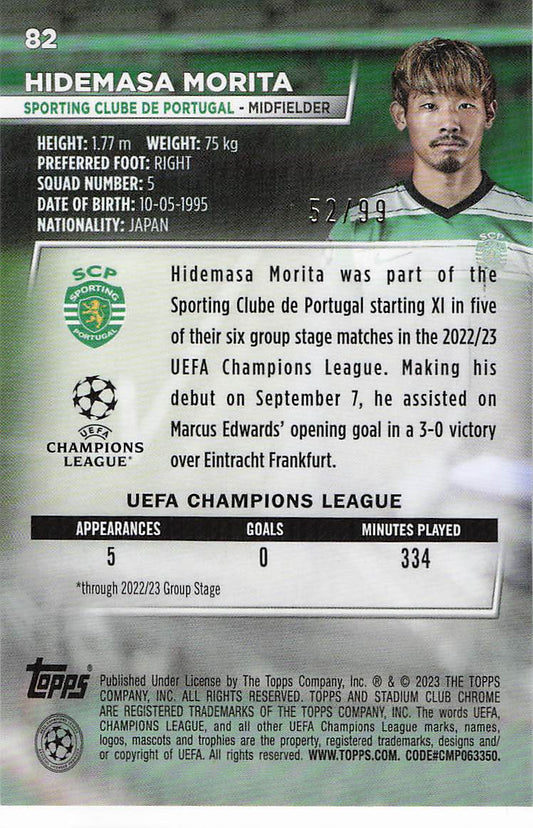 82
HIDEMASA MORITA
SPORTING CLUBE DE PORTUGAL - MIDFIELDER
HEIGHT: 1.77 m WEIGHT: 75 kg
PREFERRED FOOT: RIGHT
SQUAD NUMBER: 5
DATE OF BIRTH: 10-05-1995
NATIONALITY: JAPAN
52/99
SCP
SCP
SPORTING
PORTUGAL
Hidemasa Morita was part of the
Sporting Clube de Portugal starting XI in five
of their six group stage matches in the 2022/23
UEFA Champions League. Making his
debut on September 7, he assisted on
Marcus Edwards' opening goal in a 3-0 victory
over Eintracht Frankfurt.
UEFA
CHAMPIONS
LEAGUE®
UEFA CHAMPIONS LEAGUE
APPEARANCES GOALS MINUTES PLAYED
5 0 334
*through 2022/23 Group Stage
Topps®
Published Under License by The Topps Company, Inc. ® & © 2023 THE TOPPS
COMPANY, INC. ALL RIGHTS RESERVED. TOPPS AND STADIUM CLUB CHROME
ARE REGISTERED TRADEMARKS OF THE TOPPS COMPANY, INC. The words UEFA,
CHAMPIONS LEAGUE, and all other UEFA Champions League marks, names,
logos, mascots and trophies are the property, registered trademarks, designs and/
or copyright of UEFA. All rights reserved. WWW.TOPPS.COM. CODE#CMP063350.